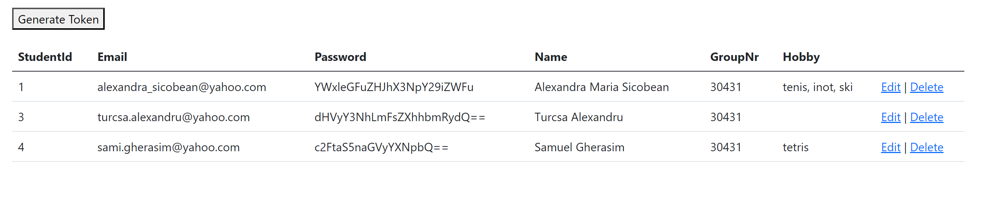 Generate Token
StudentId Email Password Name GroupNr Hobby
1 alexandra_sicobean@yahoo.com YWxleGFuZHJhX3NpY29iZWFu Alexandra Maria Sicobean 30431 tenis, inot, ski Edit | Delete
3 turcsa.alexandru@yahoo.com dHVyY3NhLmFsZXhhbmRydQ== Turcsa Alexandru 30431 Edit | Delete
4 sami.gherasim@yahoo.com c2FtaS5naGVyYXNpbQ== Samuel Gherasim 30431 tetris Edit | Delete